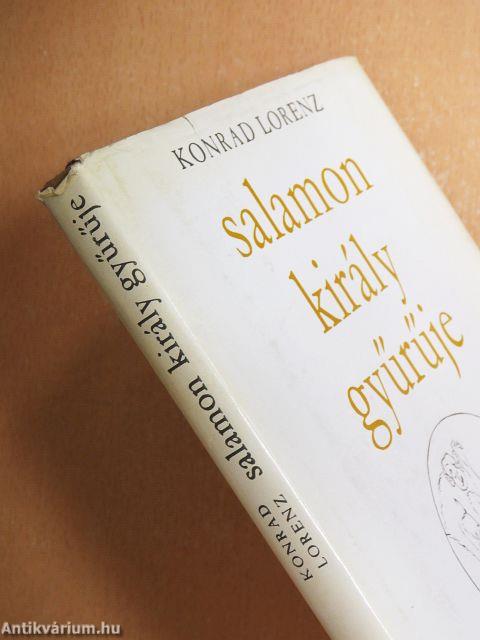 KONRAD LORENZ
salamon
király
gyűrűje
KONRAD
LORENZ
salamon király gyűrűje
Antikvárium.hu